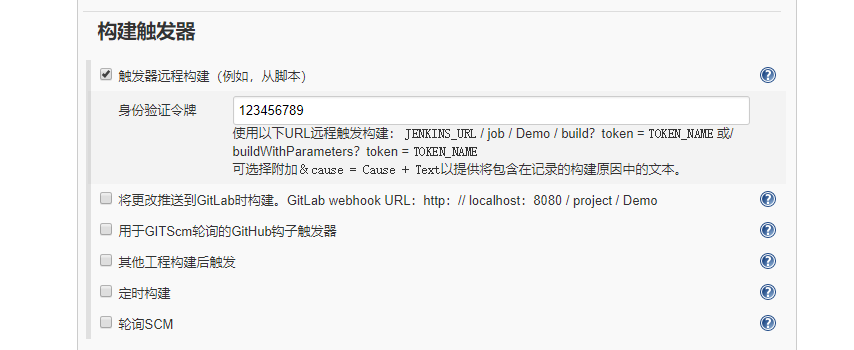 构建触发器
触发器远程构建（例如，从脚本）
身份验证令牌
123456789
使用以下URL远程触发构建： JENKINS_URL / job / Demo / build？token = TOKEN_NAME 或/
buildWithParameters？token = TOKEN_NAME
可选择附加＆cause = Cause + Text以提供将包含在记录的构建原因中的文本。
将更改推送到GitLab时构建。GitLab webhook URL：http：// localhost：8080 / project / Demo
用于GITScm轮询的GitHub钩子触发器
其他工程构建后触发
定时构建
轮询SCM